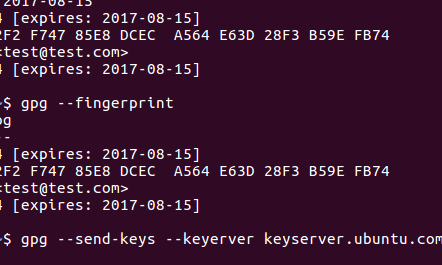 2017-08-15
4 [expires: 2017-08-15]
2F2 F747 85E8 DCEC  A564 E63D 28F3 B59E FB74
<test@test.com>
4 [expires: 2017-08-15]
~$ gpg --fingerprint
pg
--
4 [expires: 2017-08-15]
2F2 F747 85E8 DCEC  A564 E63D 28F3 B59E FB74
<test@test.com>
4 [expires: 2017-08-15]
~$ gpg --send-keys --keyerver keyserver.ubuntu.com